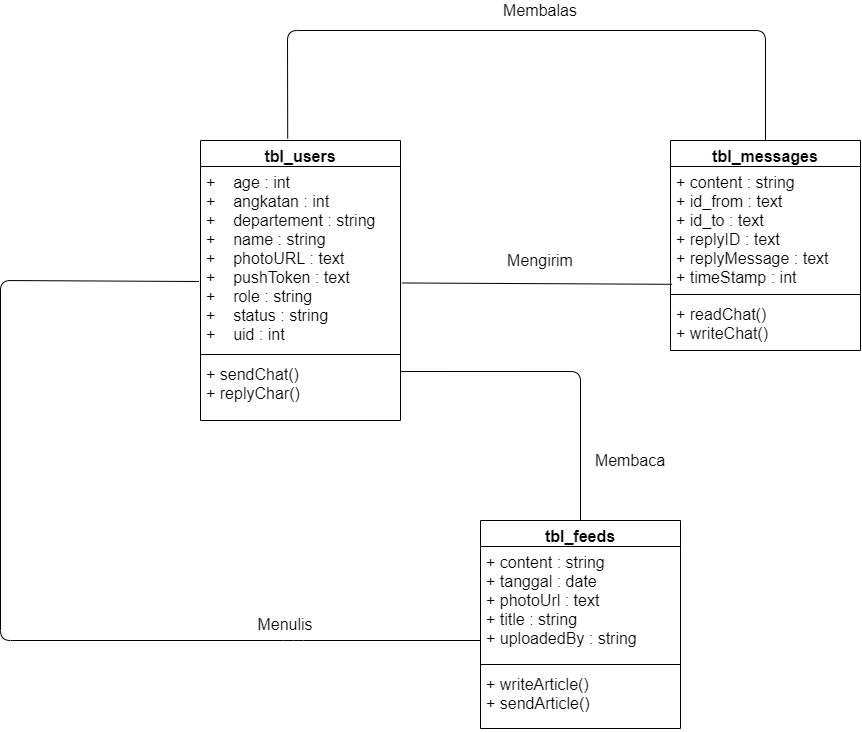 Membalas
tbl_users
+ age : int
+ angkatan : int
+ departement : string
+ name : string
+ photoURL : text
+ pushToken : text
+ role : string
+ status : string
+ uid : int
+ sendChat()
+ replyChar()
Mengirim
tbl_messages
+ content : string
+ id_from : text
+ id_to : text
+ replyID : text
+ replyMessage : text
+ timeStamp : int
+ readChat()
+ writeChat()
Membaca
Menulis
tbl_feeds
+ content : string
+ tanggal : date
+ photoUrl : text
+ title : string
+ uploadedBy : string
+ writeArticle()
+ sendArticle()